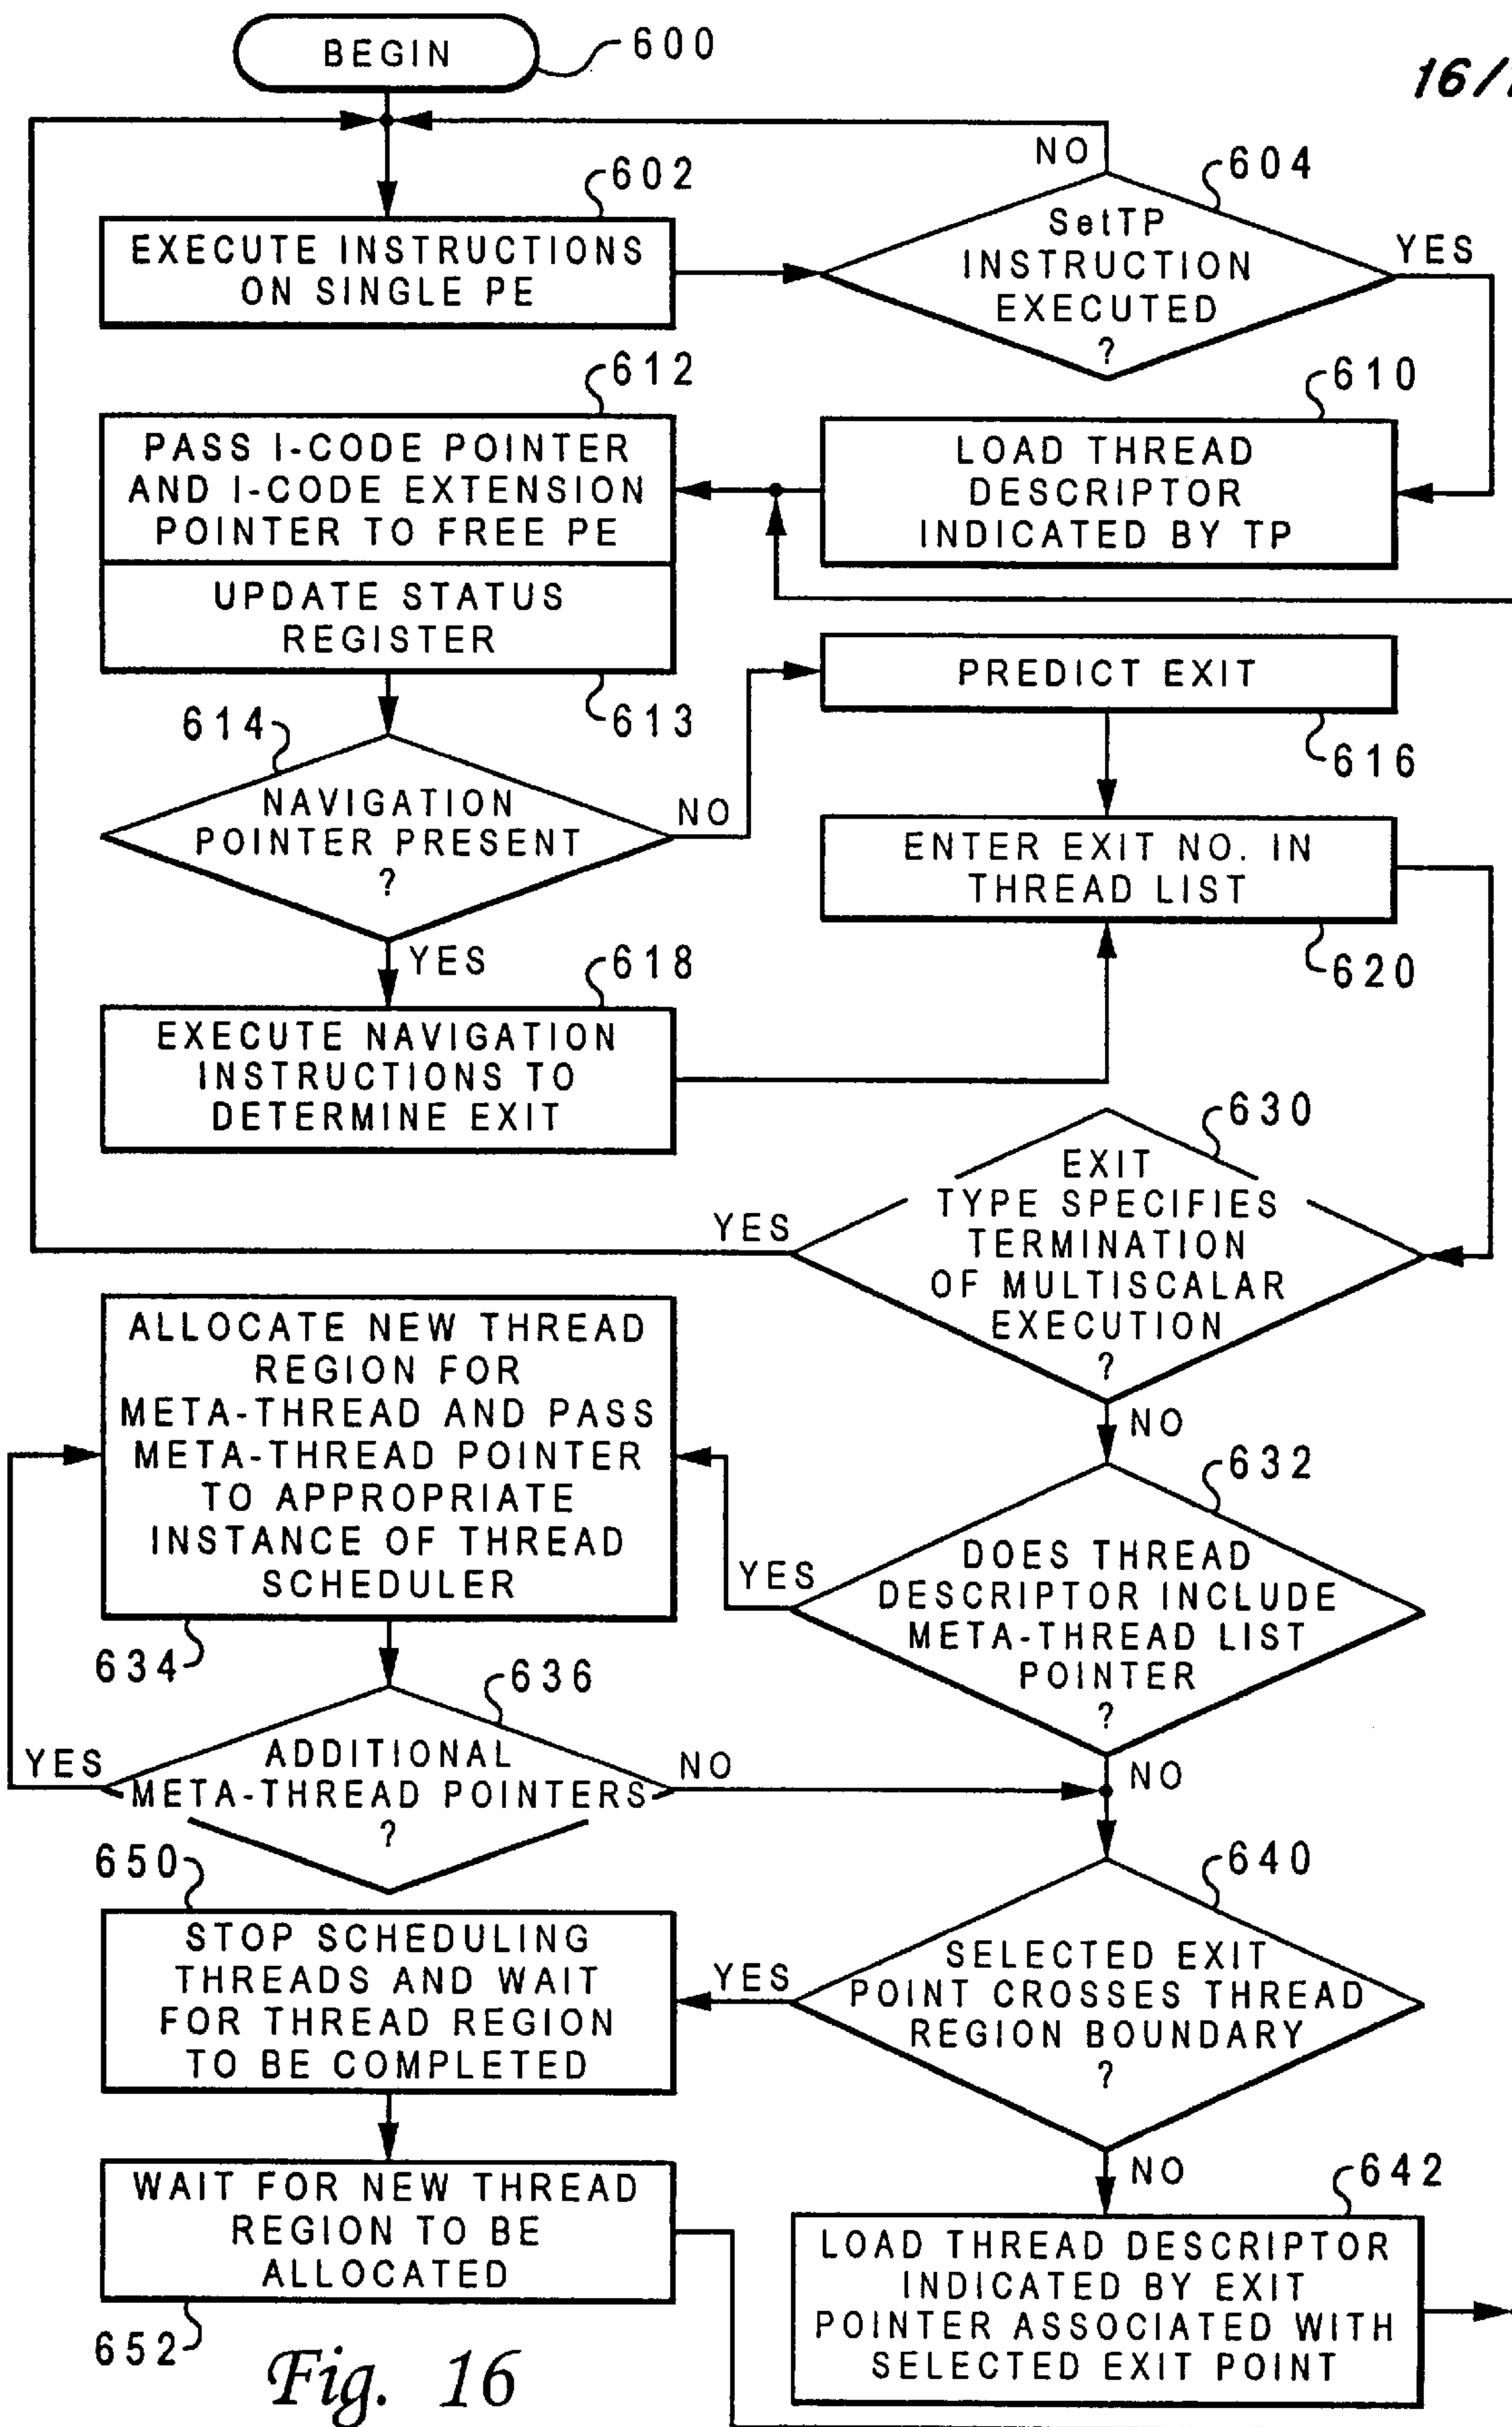 BEGIN
600
16/
602
EXECUTE INSTRUCTIONS
ON SINGLE PE
NO
604
SetTP
INSTRUCTION
EXECUTED
?
YES
612
PASS I-CODE POINTER
AND I-CODE EXTENSION
POINTER TO FREE PE
UPDATE STATUS
REGISTER
613
610
LOAD THREAD
DESCRIPTOR
INDICATED BY TP
614
NAVIGATION
POINTER PRESENT
?
NO
YES
PREDICT EXIT
616
ENTER EXIT NO. IN
THREAD LIST
620
618
EXECUTE NAVIGATION
INSTRUCTIONS TO
DETERMINE EXIT
630
EXIT
TYPE SPECIFIES
TERMINATION
OF MULTISCALAR
EXECUTION
?
YES
NO
ALLOCATE NEW THREAD
REGION FOR
META-THREAD AND PASS
META-THREAD POINTER
TO APPROPRIATE
INSTANCE OF THREAD
SCHEDULER
634
632
DOES THREAD
DESCRIPTOR INCLUDE
META-THREAD LIST
POINTER
?
YES
NO
636
ADDITIONAL
META-THREAD POINTERS
?
YES
NO
640
SELECTED EXIT
POINT CROSSES THREAD
REGION BOUNDARY
?
YES
NO
650
STOP SCHEDULING
THREADS AND WAIT
FOR THREAD REGION
TO BE COMPLETED
WAIT FOR NEW THREAD
REGION TO BE
ALLOCATED
652
642
LOAD THREAD DESCRIPTOR
INDICATED BY EXIT
POINTER ASSOCIATED WITH
SELECTED EXIT POINT
Fig. 16